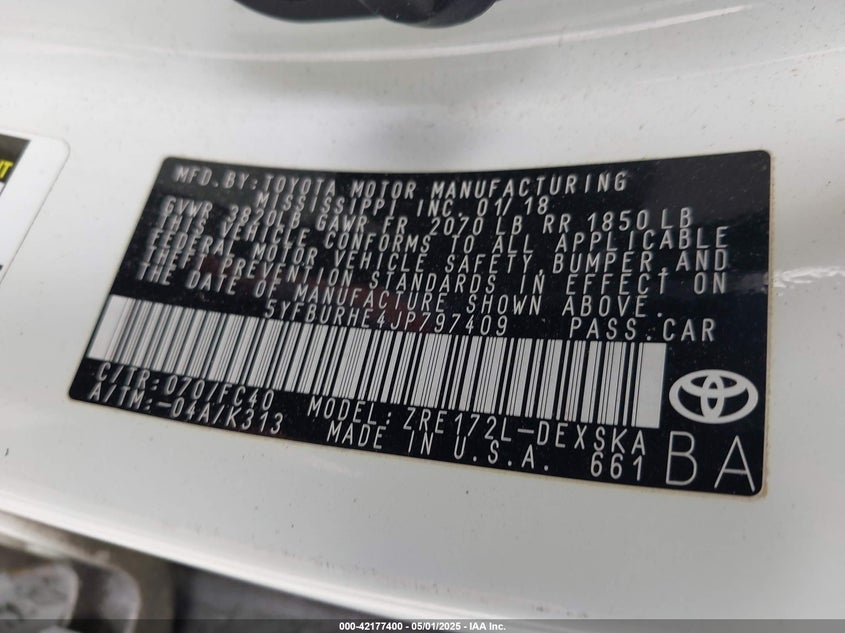 MFD. BY: TOYOTA MOTOR MANUFACTURING
MISSISSIPPI INC. 01/18
GVWR 3820LB GAWR FR 2070 LB RR 1850 LB
THIS VEHICLE CONFORMS TO ALL APPLICABLE
FEDERAL MOTOR VEHICLE SAFETY, BUMPER, AND
THEFT PREVENTION STANDARDS IN EFFECT ON
THE DATE OF MANUFACTURE SHOWN ABOVE.
5YFBURHE4JP797409 PASS.CAR
C/TR: 070/FC40 MODEL: ZRE172L-DEXSKA
A/TM: -04A/K313 MADE IN U.S.A. 661
BA
000-42177400 - 05/01/2025 - IAA Inc.